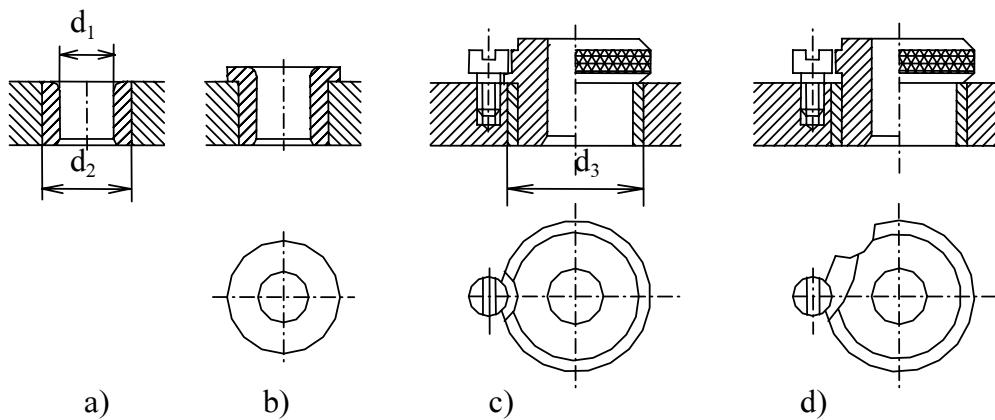 d₁
d₂
d₃
a) b) c) d)